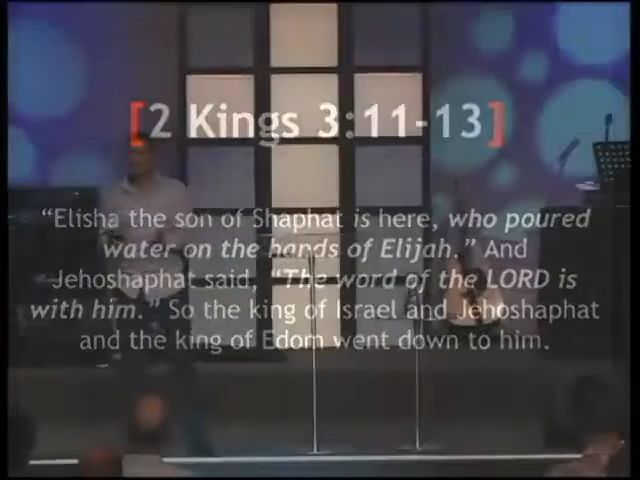 [2 Kings 3:11-13]
“Elisha the son of Shaphat is here, who poured
water on the hands of Elijah.” And
Jehoshaphat said, “The word of the LORD is
with him.” So the king of Israel and Jehoshaphat
and the king of Edom went down to him.